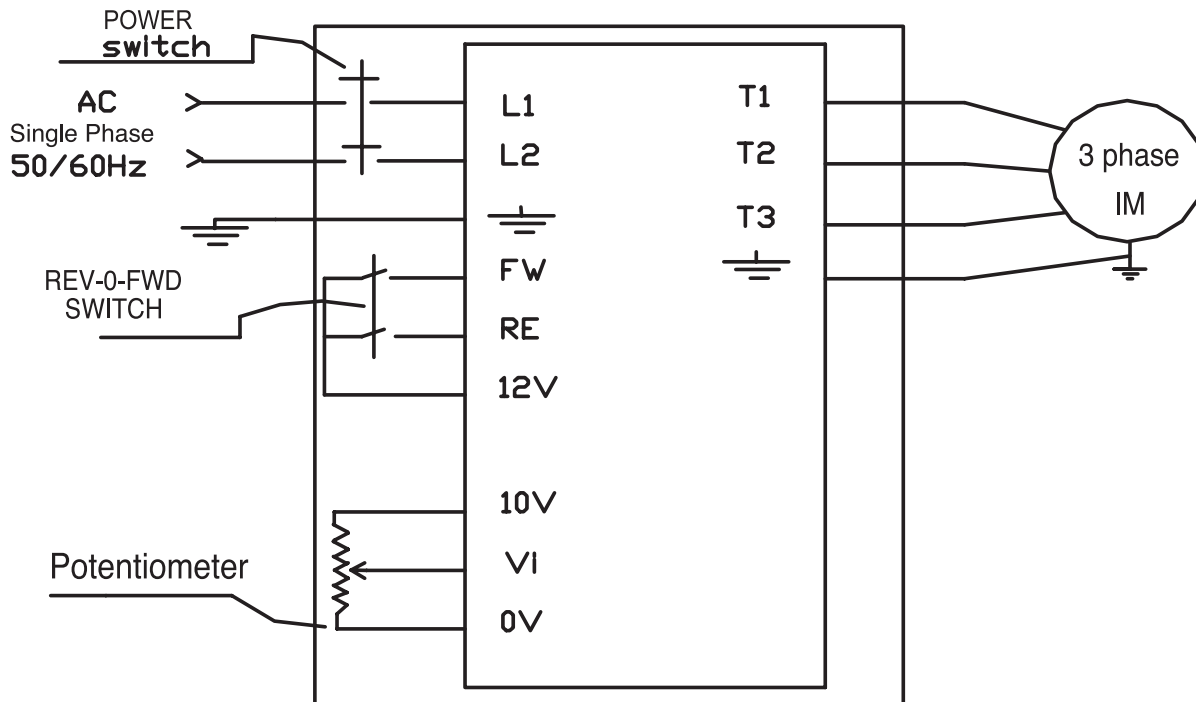 POWER
switch
AC
Single Phase
50/60Hz
REV-0-FWD
SWITCH
Potentiometer
L1
L2
FW
RE
12V
10V
Vi
0V
T1
T2
T3
3 phase
IM